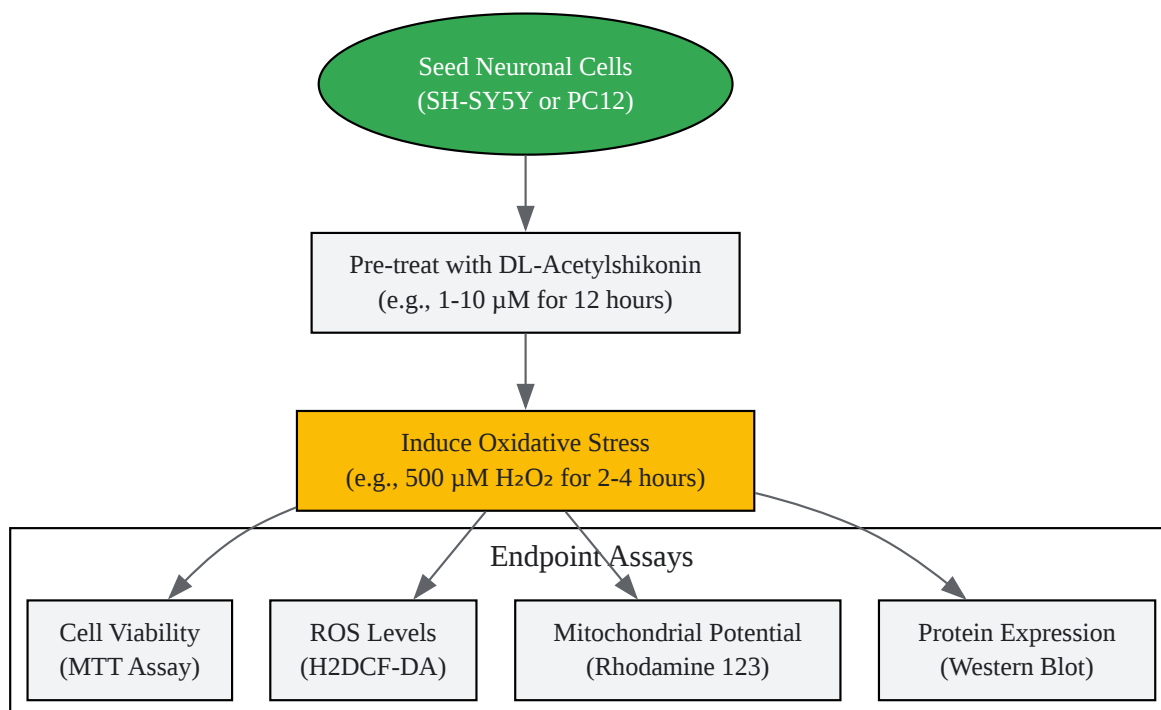 Seed Neuronal Cells
(SH-SY5Y or PC12)
Pre-treat with DL-Acetylshikonin
(e.g., 1-10 µM for 12 hours)
Induce Oxidative Stress
(e.g., 500 µM H₂O₂ for 2-4 hours)
Endpoint Assays
Cell Viability
(MTT Assay)
ROS Levels
(H2DCF-DA)
Mitochondrial Potential
(Rhodamine 123)
Protein Expression
(Western Blot)